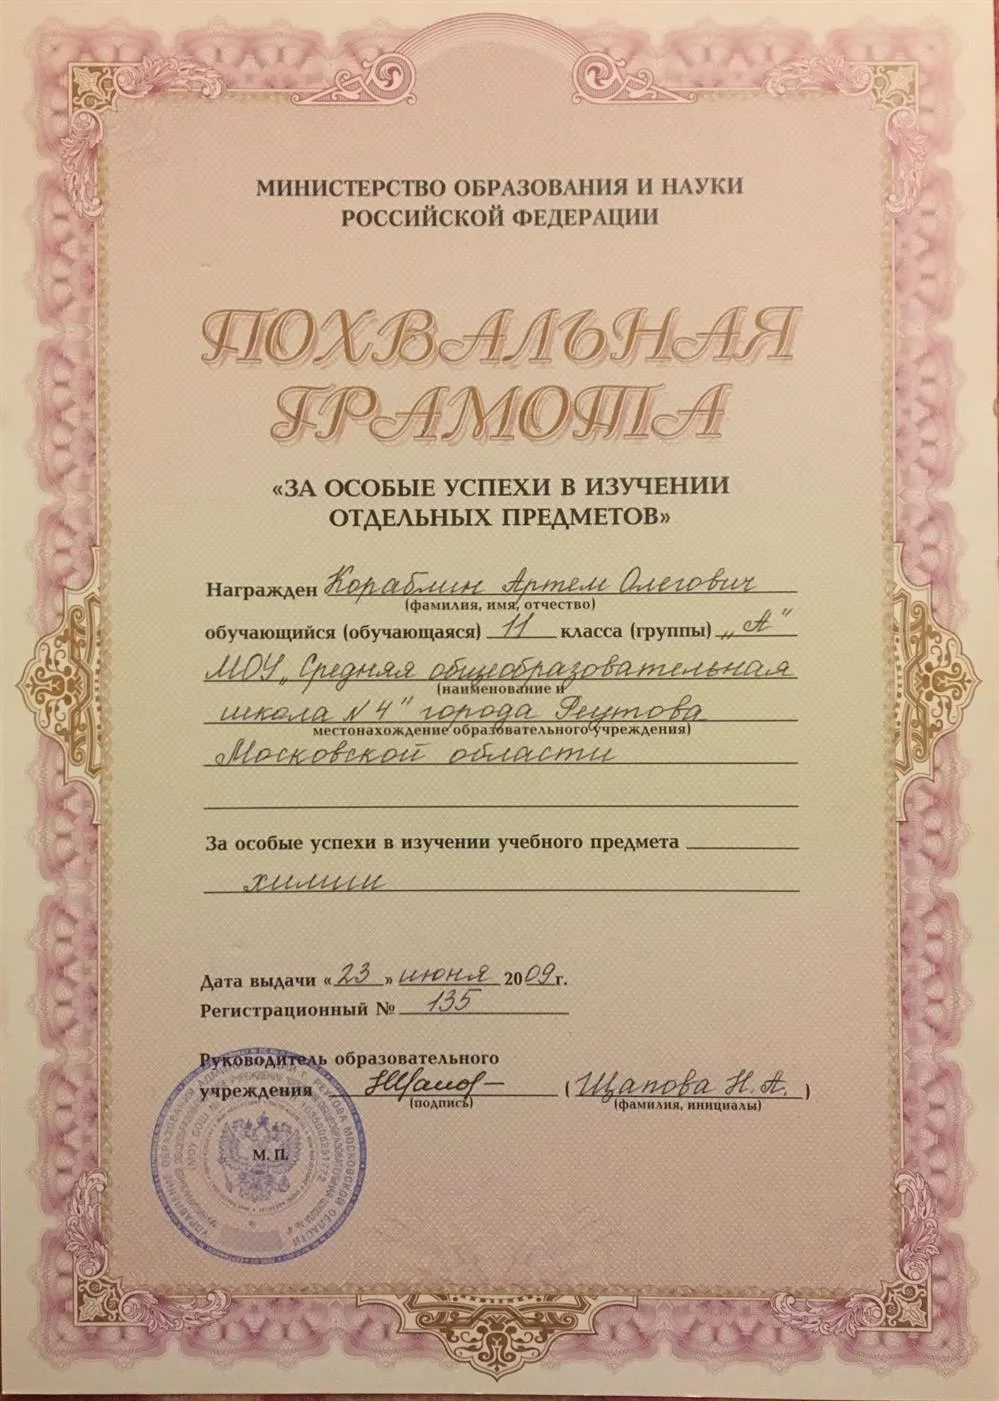 МИНИСТЕРСТВО ОБРАЗОВАНИЯ И НАУКИ
РОССИЙСКОЙ ФЕДЕРАЦИИ
ПОХВАЛЬНАЯ
ГРАМОТА
«ЗА ОСОБЫЕ УСПЕХИ В ИЗУЧЕНИИ
ОТДЕЛЬНЫХ ПРЕДМЕТОВ»
Награжден Кораблин Артем Олегович
(фамилия, имя, отчество)
обучающийся (обучающаяся) 11 класса (группы) „А"
МОУ „Средняя общеобразовательная
(наименование и
школа N 4" города Реутова
местонахождение образовательного учреждения)
Московской области
За особые успехи в изучении учебного предмета
химии
Дата выдачи «23» июня 2009г.
Регистрационный № 135
Руководитель образовательного
учреждения (Щапова Н.А.)
(подпись) (фамилия, инициалы)
М. П.